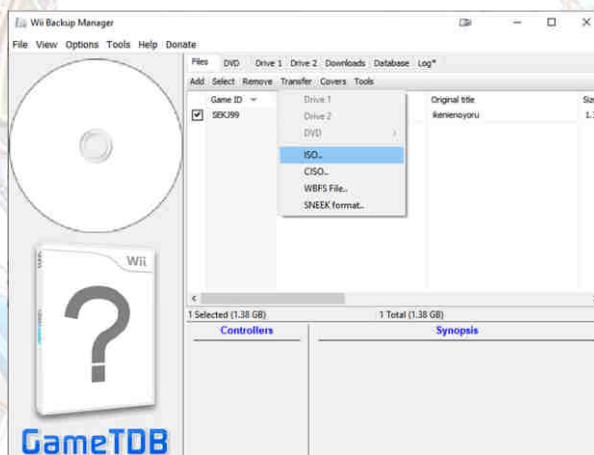 Wii Backup Manager
File View Options Tools Help Donate
Files DVD Drive 1 Drive 2 Downloads Database Log*
Add Select Remove Transfer Covers Tools
Game ID Drive 1 Original title
SEKJ99 Drive 2 ikenienoyoru
DVD
ISO..
CISO..
WBFS File..
SNEEK format..
Wii
1 Selected (1.38 GB) 1 Total (1.38 GB)
Controllers Synopsis
GameTDB